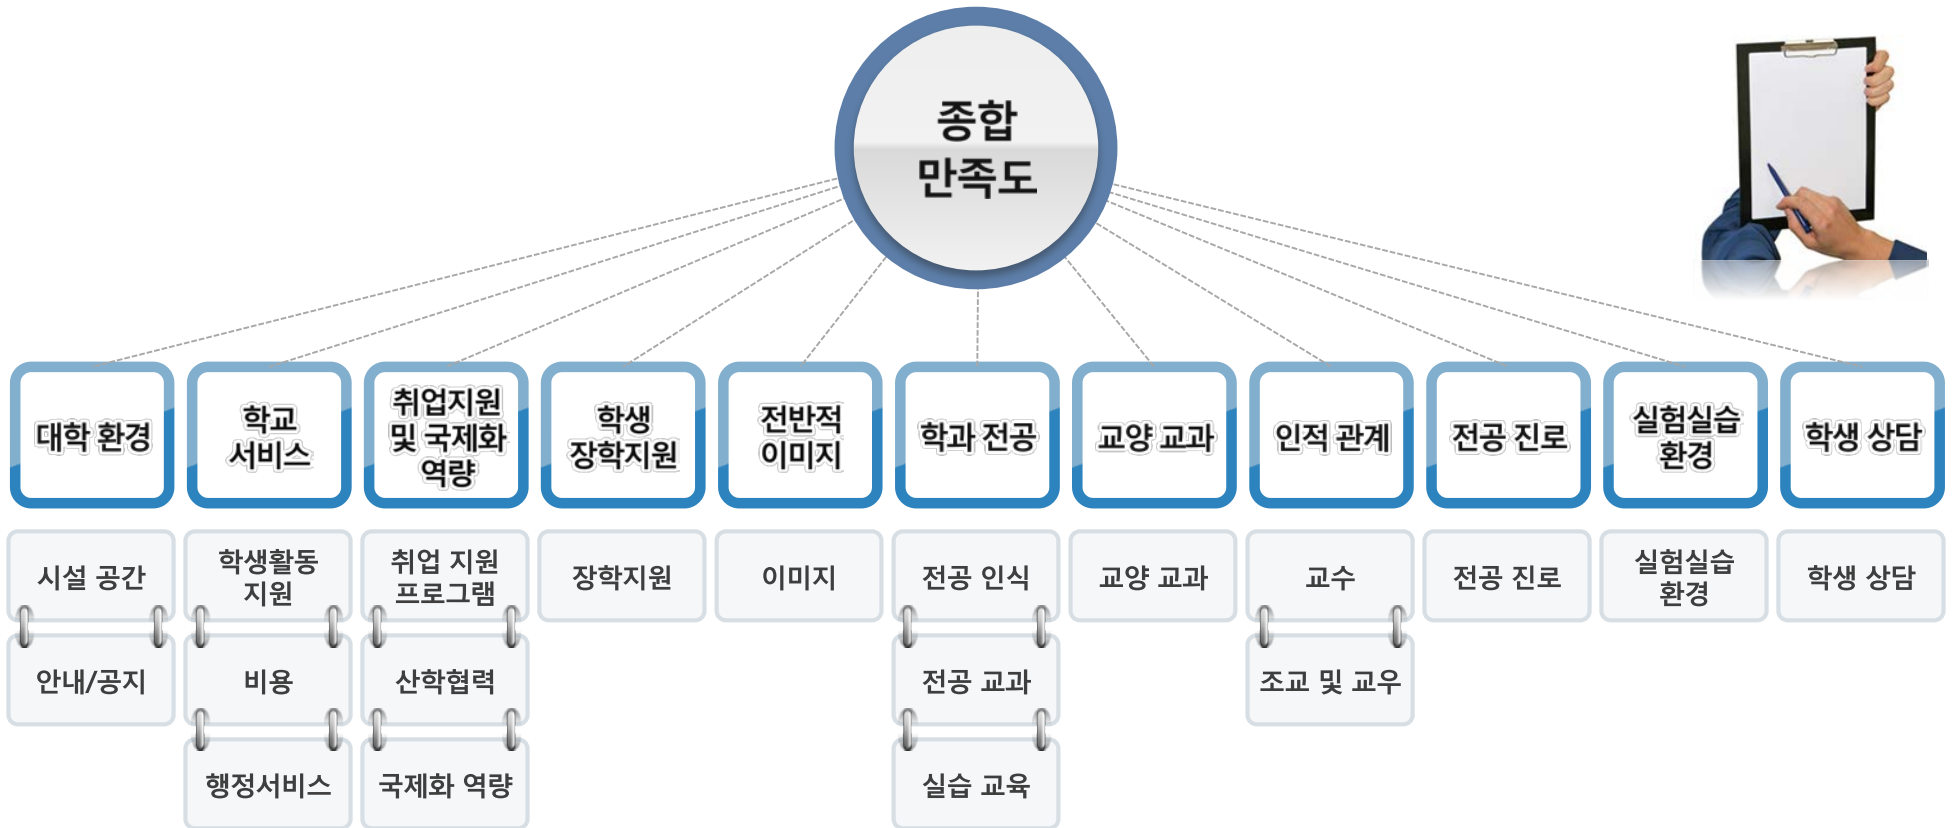 종합
만족도
대학 환경
학교
서비스
취업지원
및 국제화
역량
학생
장학지원
전반적
이미지
학과 전공
교양 교과
인적 관계
전공 진로
실험실습
환경
학생 상담
시설 공간
학생활동
지원
취업 지원
프로그램
장학지원
이미지
전공 인식
교양 교과
교수
전공 진로
실험실습
환경
학생 상담
안내/공지
비용
산학협력
전공 교과
조교 및 교우
행정서비스
국제화 역량
실습 교육